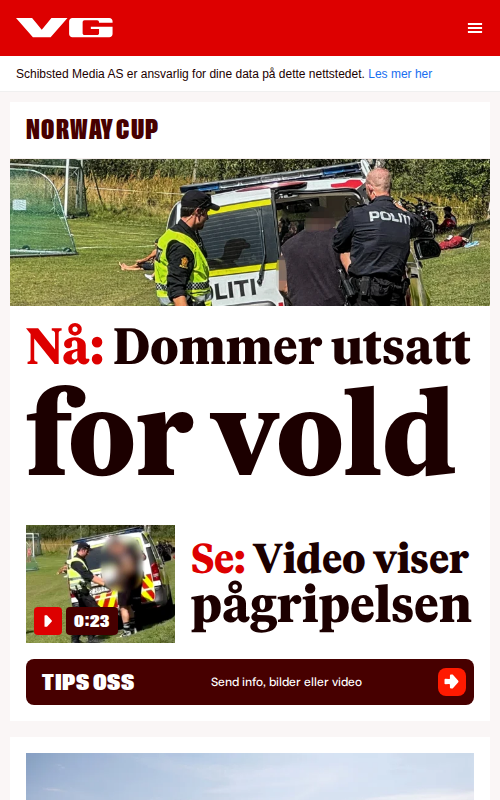 VG
Schibsted Media AS er ansvarlig for dine data på dette nettstedet. Les mer her
NORWAY CUP
POLITI
OLITI
Nå: Dommer utsatt
for vold
Se: Video viser
pågripelsen
0:23
TIPS OSS
Send info, bilder eller video